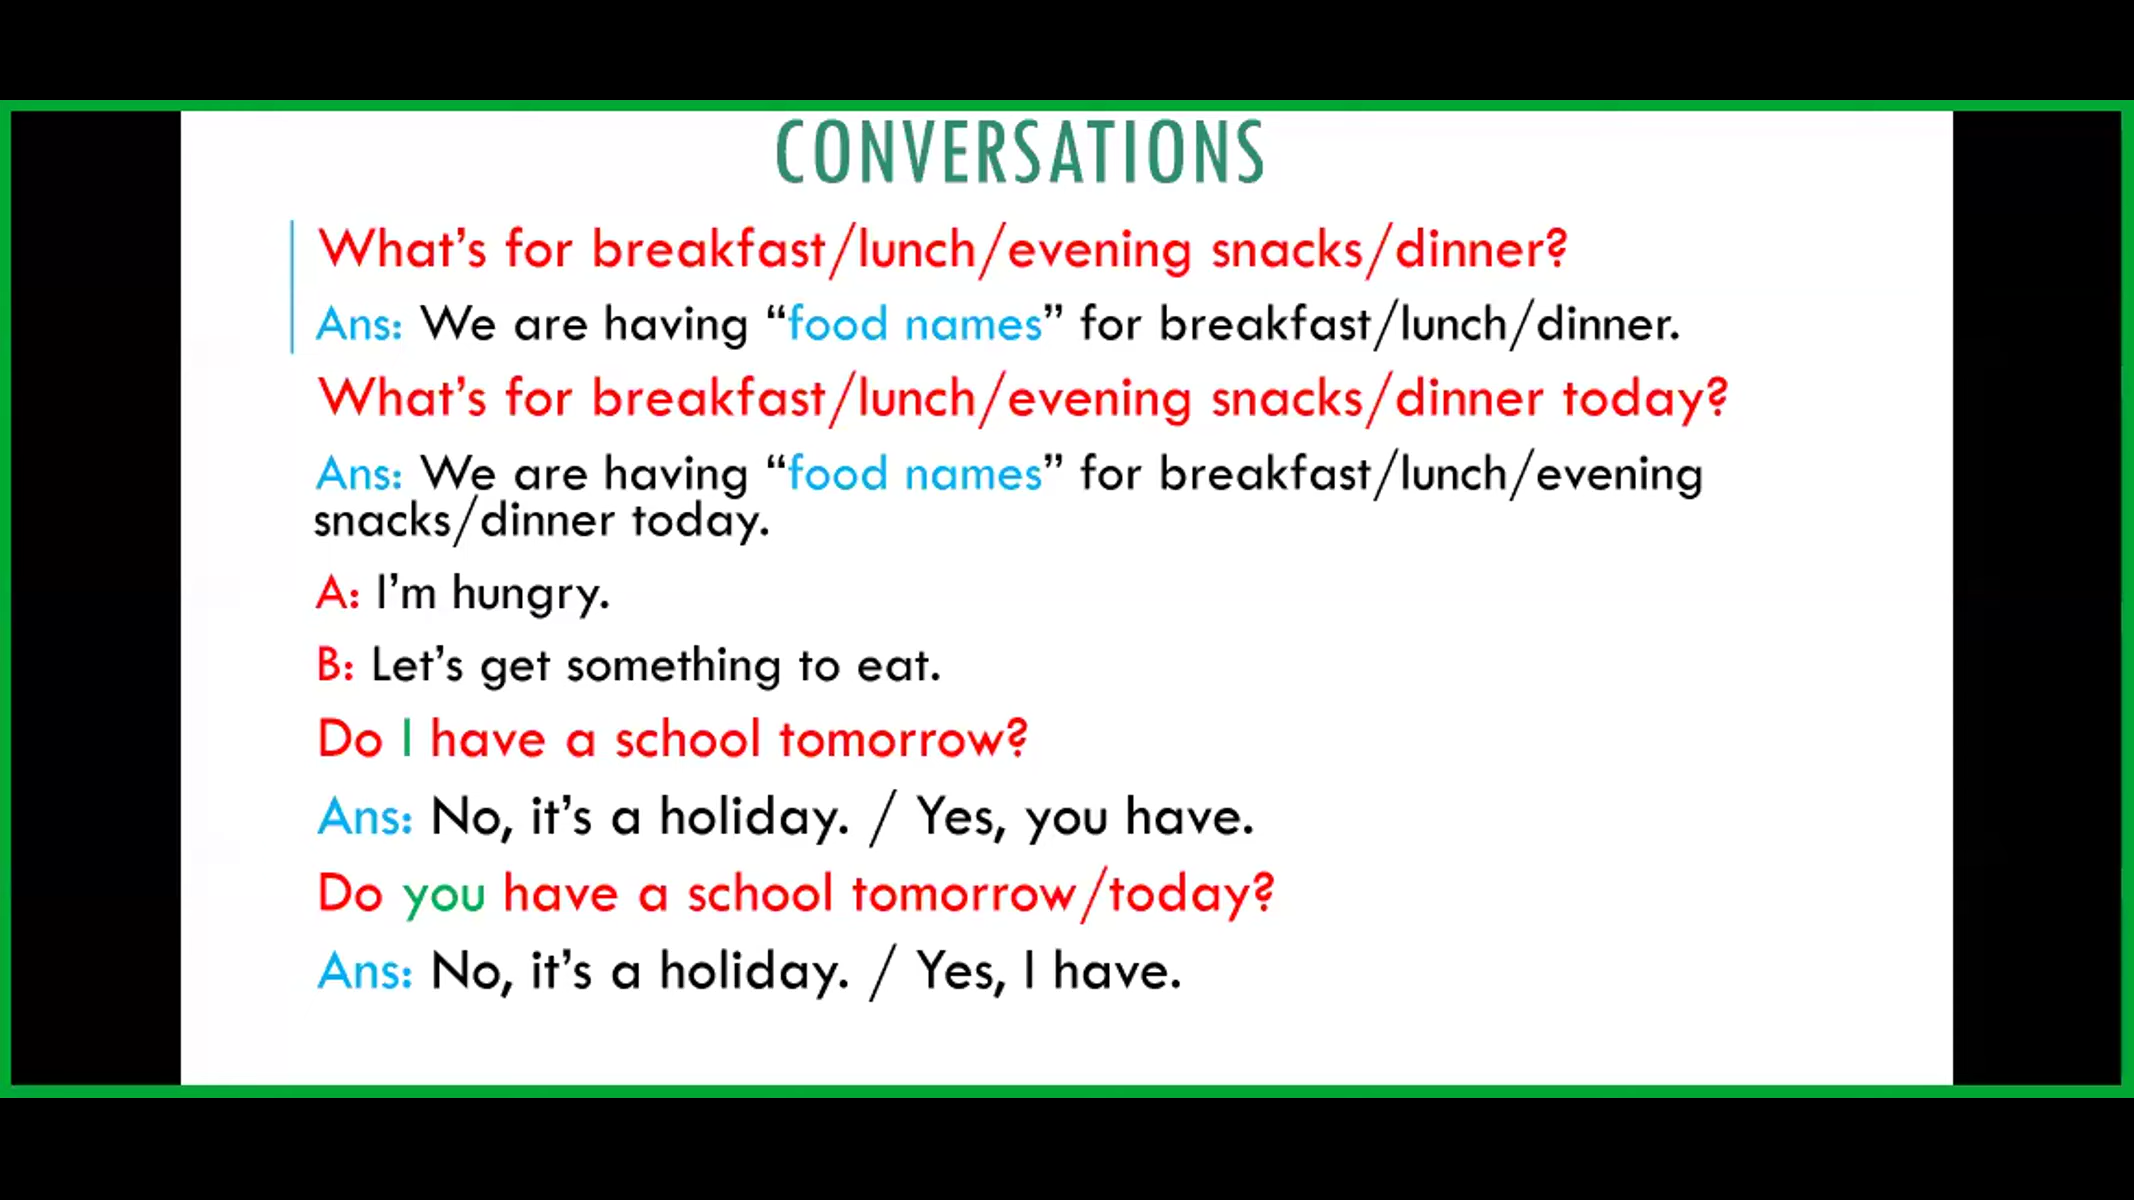 CONVERSATIONS
What’s for breakfast/lunch/evening snacks/dinner?
Ans: We are having “food names” for breakfast/lunch/dinner.
What’s for breakfast/lunch/evening snacks/dinner today?
Ans: We are having “food names” for breakfast/lunch/evening
snacks/dinner today.
A: I’m hungry.
B: Let’s get something to eat.
Do I have a school tomorrow?
Ans: No, it’s a holiday. / Yes, you have.
Do you have a school tomorrow/today?
Ans: No, it’s a holiday. / Yes, I have.